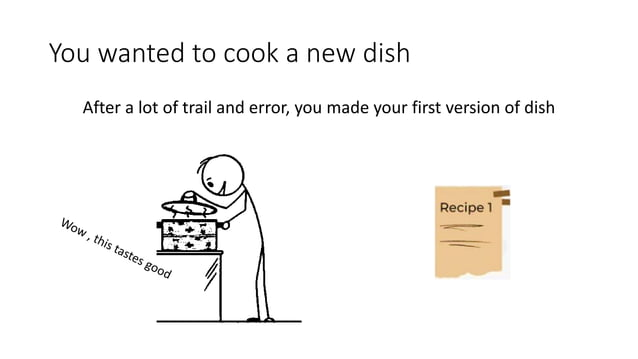 You wanted to cook a new dish
After a lot of trail and error, you made your first version of dish
Wow , this tastes good
Recipe 1